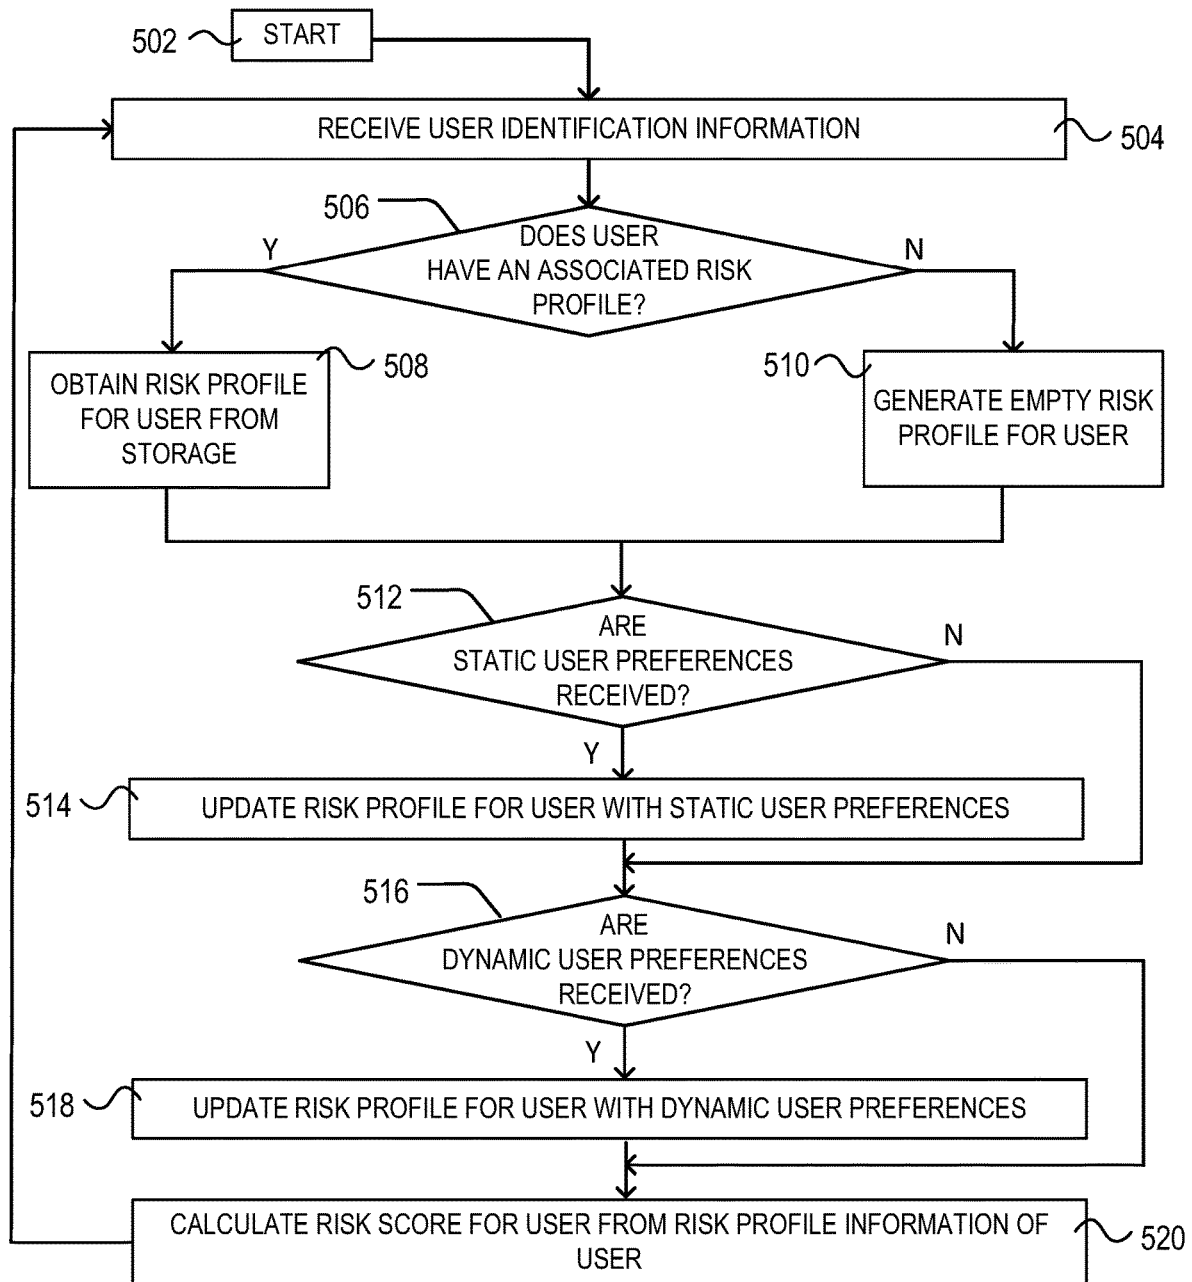 502
START
RECEIVE USER IDENTIFICATION INFORMATION
504
506
Y
DOES USER
HAVE AN ASSOCIATED RISK
PROFILE?
N
OBTAIN RISK PROFILE
FOR USER FROM
STORAGE
508
510
GENERATE EMPTY RISK
PROFILE FOR USER
512
ARE
STATIC USER PREFERENCES
RECEIVED?
N
Y
514
UPDATE RISK PROFILE FOR USER WITH STATIC USER PREFERENCES
516
ARE
DYNAMIC USER PREFERENCES
RECEIVED?
N
Y
518
UPDATE RISK PROFILE FOR USER WITH DYNAMIC USER PREFERENCES
CALCULATE RISK SCORE FOR USER FROM RISK PROFILE INFORMATION OF
USER
520